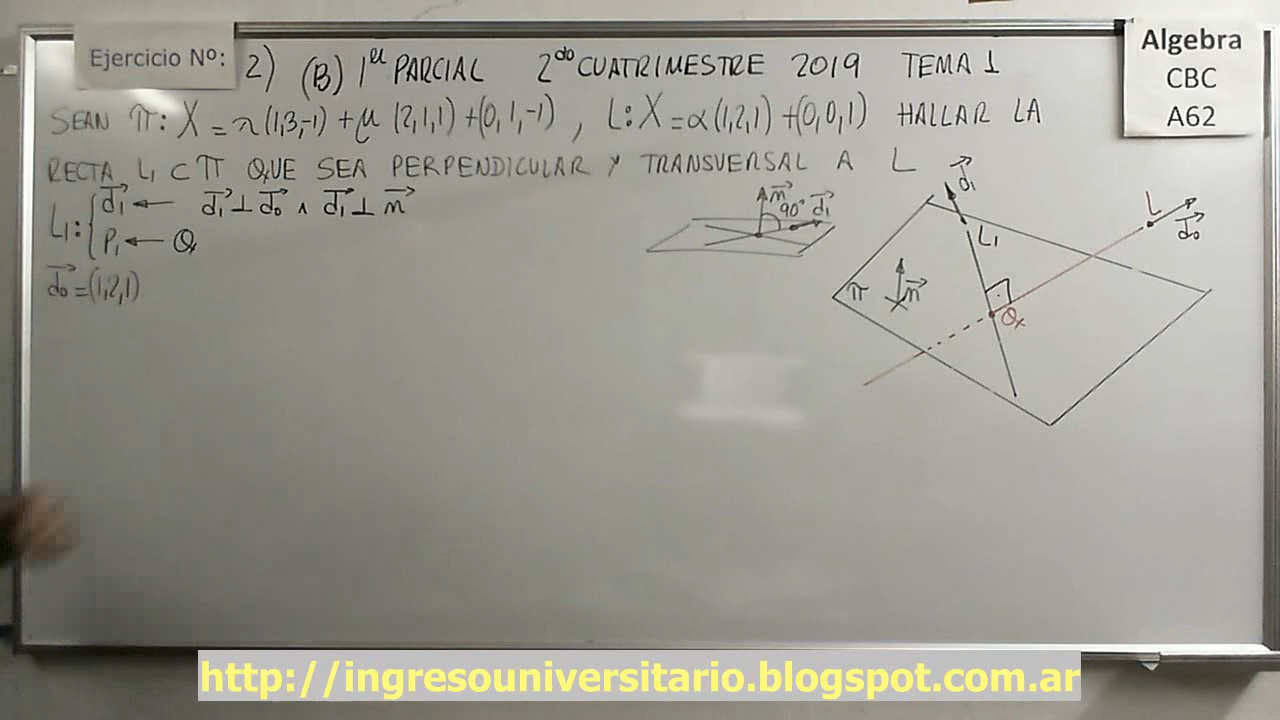 Ejercicio Nº: 2) (B) 1er PARCIAL 2do CUATRIMESTRE 2019 TEMA 1
Algebra
CBC
A62
SEAN π: X = λ(1,3,-1) + μ (2,1,1) + (0,1,-1) , L: X = α(1,2,1) + (0,0,1) HALLAR LA
RECTA L₁ ⊂ π QUE SEA PERPENDICULAR Y TRANSVERSAL A L
L₁: { d₁ ← d₁ ⊥ d₀ ∧ d₁ ⊥ n
P₁ ← Q
d₀ = (1,2,1)
n 90° d₁
d₁
L
d₀
L₁
π n
Q
http://ingresouniversitario.blogspot.com.ar